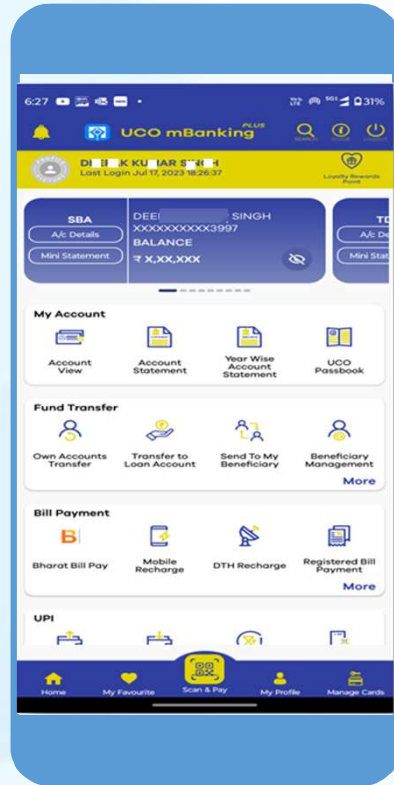 6:27
31%
UCO mBanking PLUS
SEARCH
LOGOUT
KU AR
Last Login Jul 17, 2023 18:26:37
Loyalty Rewards
Point
SBA
A/c Details
Mini Statement
DEE SINGH
XXXXXXXXXX3997
BALANCE
₹ X,XX,XXX
A/c De
Mini Stat
My Account
Account
View
Account
Statement
Year Wise
Account
Statement
UCO
Passbook
Fund Transfer
Own Accounts
Transfer
Transfer to
Loan Account
Send To My
Beneficiary
Beneficiary
Management
More
Bill Payment
Bharat Bill Pay
Mobile
Recharge
DTH Recharge
Registered Bill
Payment
More
UPI
Home
My Favourite
Scan & Pay
My Profile
Manage Cards